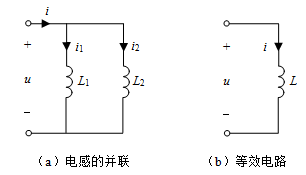 i
+ i₁ i₂ + i
u L₁ L₂ u L
− −
（a）电感的并联 （b）等效电路